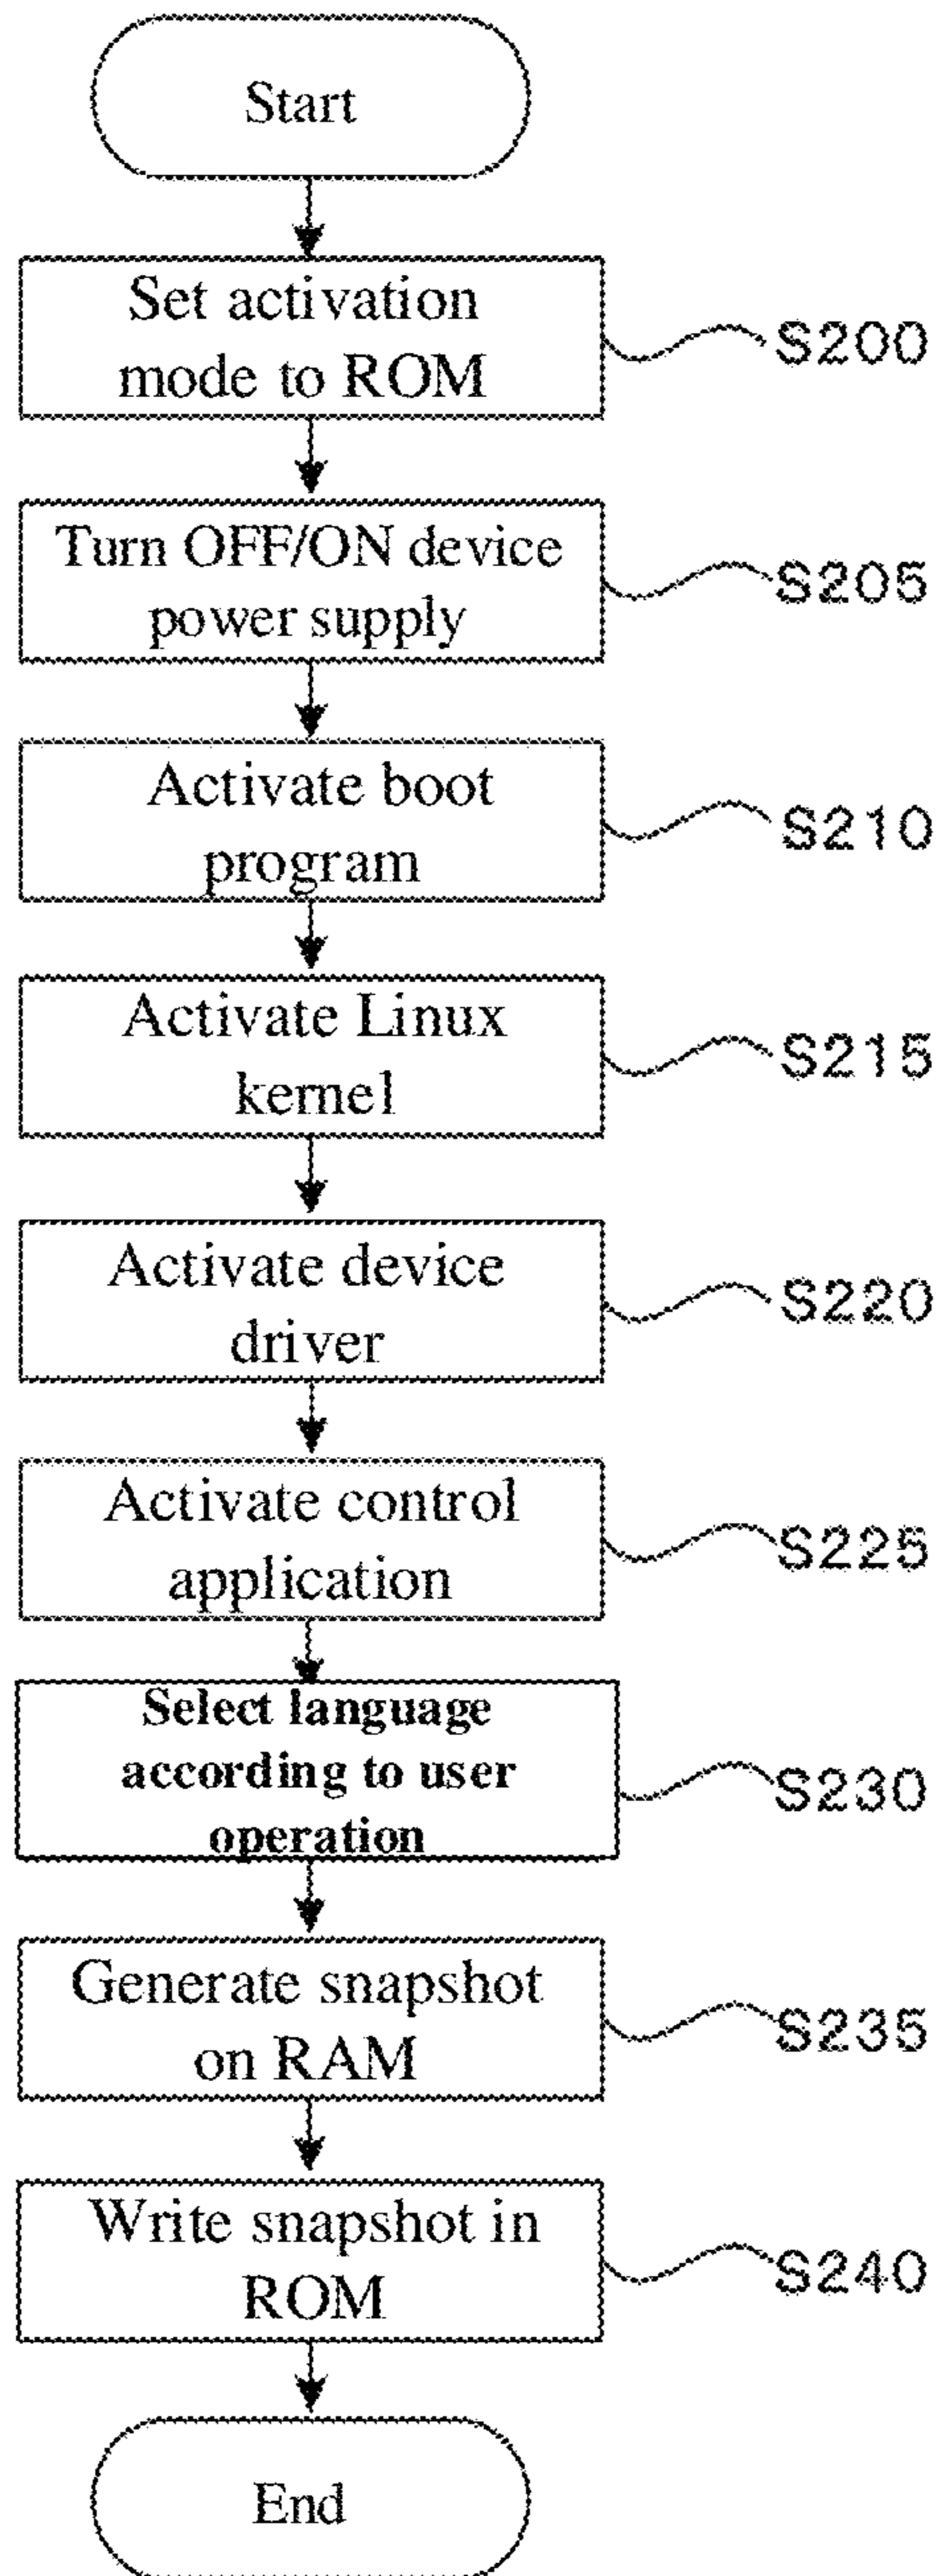 Start
Set activation
mode to ROM
S200
Turn OFF/ON device
power supply
S205
Activate boot
program
S210
Activate Linux
kernel
S215
Activate device
driver
S220
Activate control
application
S225
Select language
according to user
operation
S230
Generate snapshot
on RAM
S235
Write snapshot in
ROM
S240
End